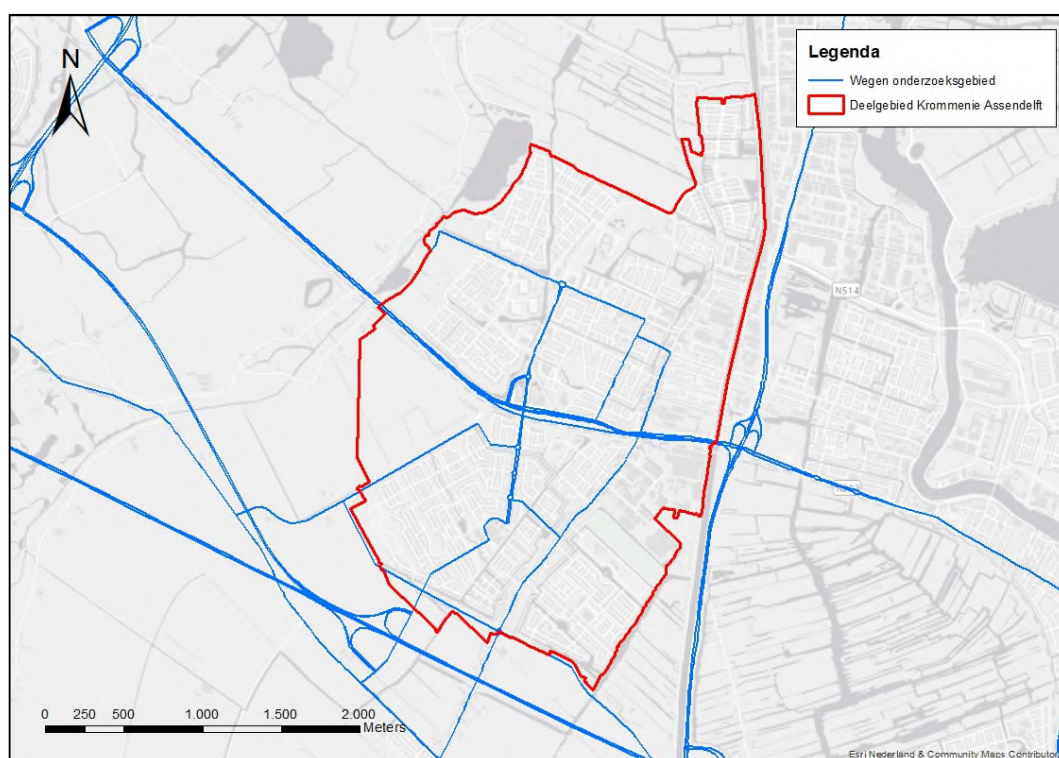 N
Legenda
Wegen onderzoeksgebied
Deelgebied Krommenie Assendelft
N514
0 250 500 1.000 1.500 2.000
Meters
Esri Nederland & Community Maps Contributor